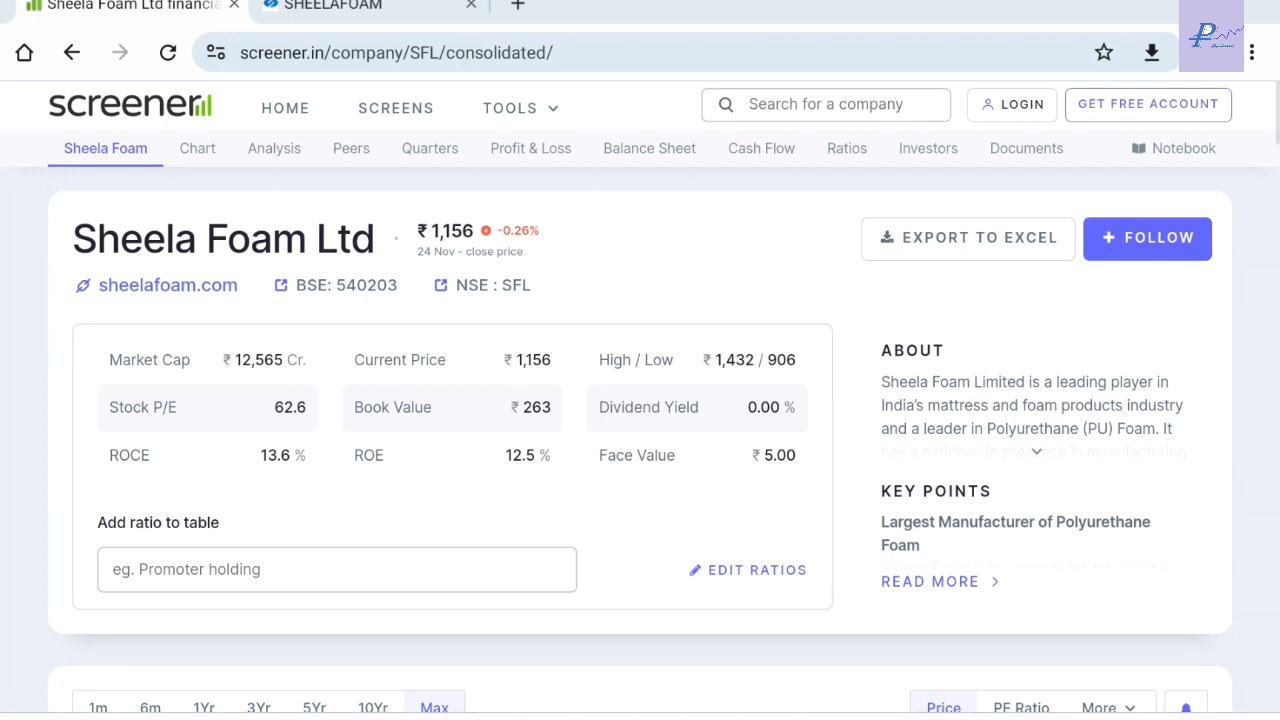 Sheela Foam Ltd financia
SHEELAFOAM
screener.in/company/SFL/consolidated/
screener
HOME
SCREENS
TOOLS
Search for a company
LOGIN
GET FREE ACCOUNT
Sheela Foam
Chart
Analysis
Peers
Quarters
Profit & Loss
Balance Sheet
Cash Flow
Ratios
Investors
Documents
Notebook
Sheela Foam Ltd
₹ 1,156 -0.26%
24 Nov - close price
EXPORT TO EXCEL
+ FOLLOW
sheelafoam.com
BSE: 540203
NSE : SFL
Market Cap ₹ 12,565 Cr.
Current Price ₹ 1,156
High / Low ₹ 1,432 / 906
Stock P/E 62.6
Book Value ₹ 263
Dividend Yield 0.00 %
ROCE 13.6 %
ROE 12.5 %
Face Value ₹ 5.00
Add ratio to table
eg. Promoter holding
EDIT RATIOS
ABOUT
Sheela Foam Limited is a leading player in
India's mattress and foam products industry
and a leader in Polyurethane (PU) Foam. It
has a nationwide presence in manufacturing
KEY POINTS
Largest Manufacturer of Polyurethane
Foam
READ MORE
1m
6m
1Yr
3Yr
5Yr
10Yr
Max
Price
PE Ratio
More